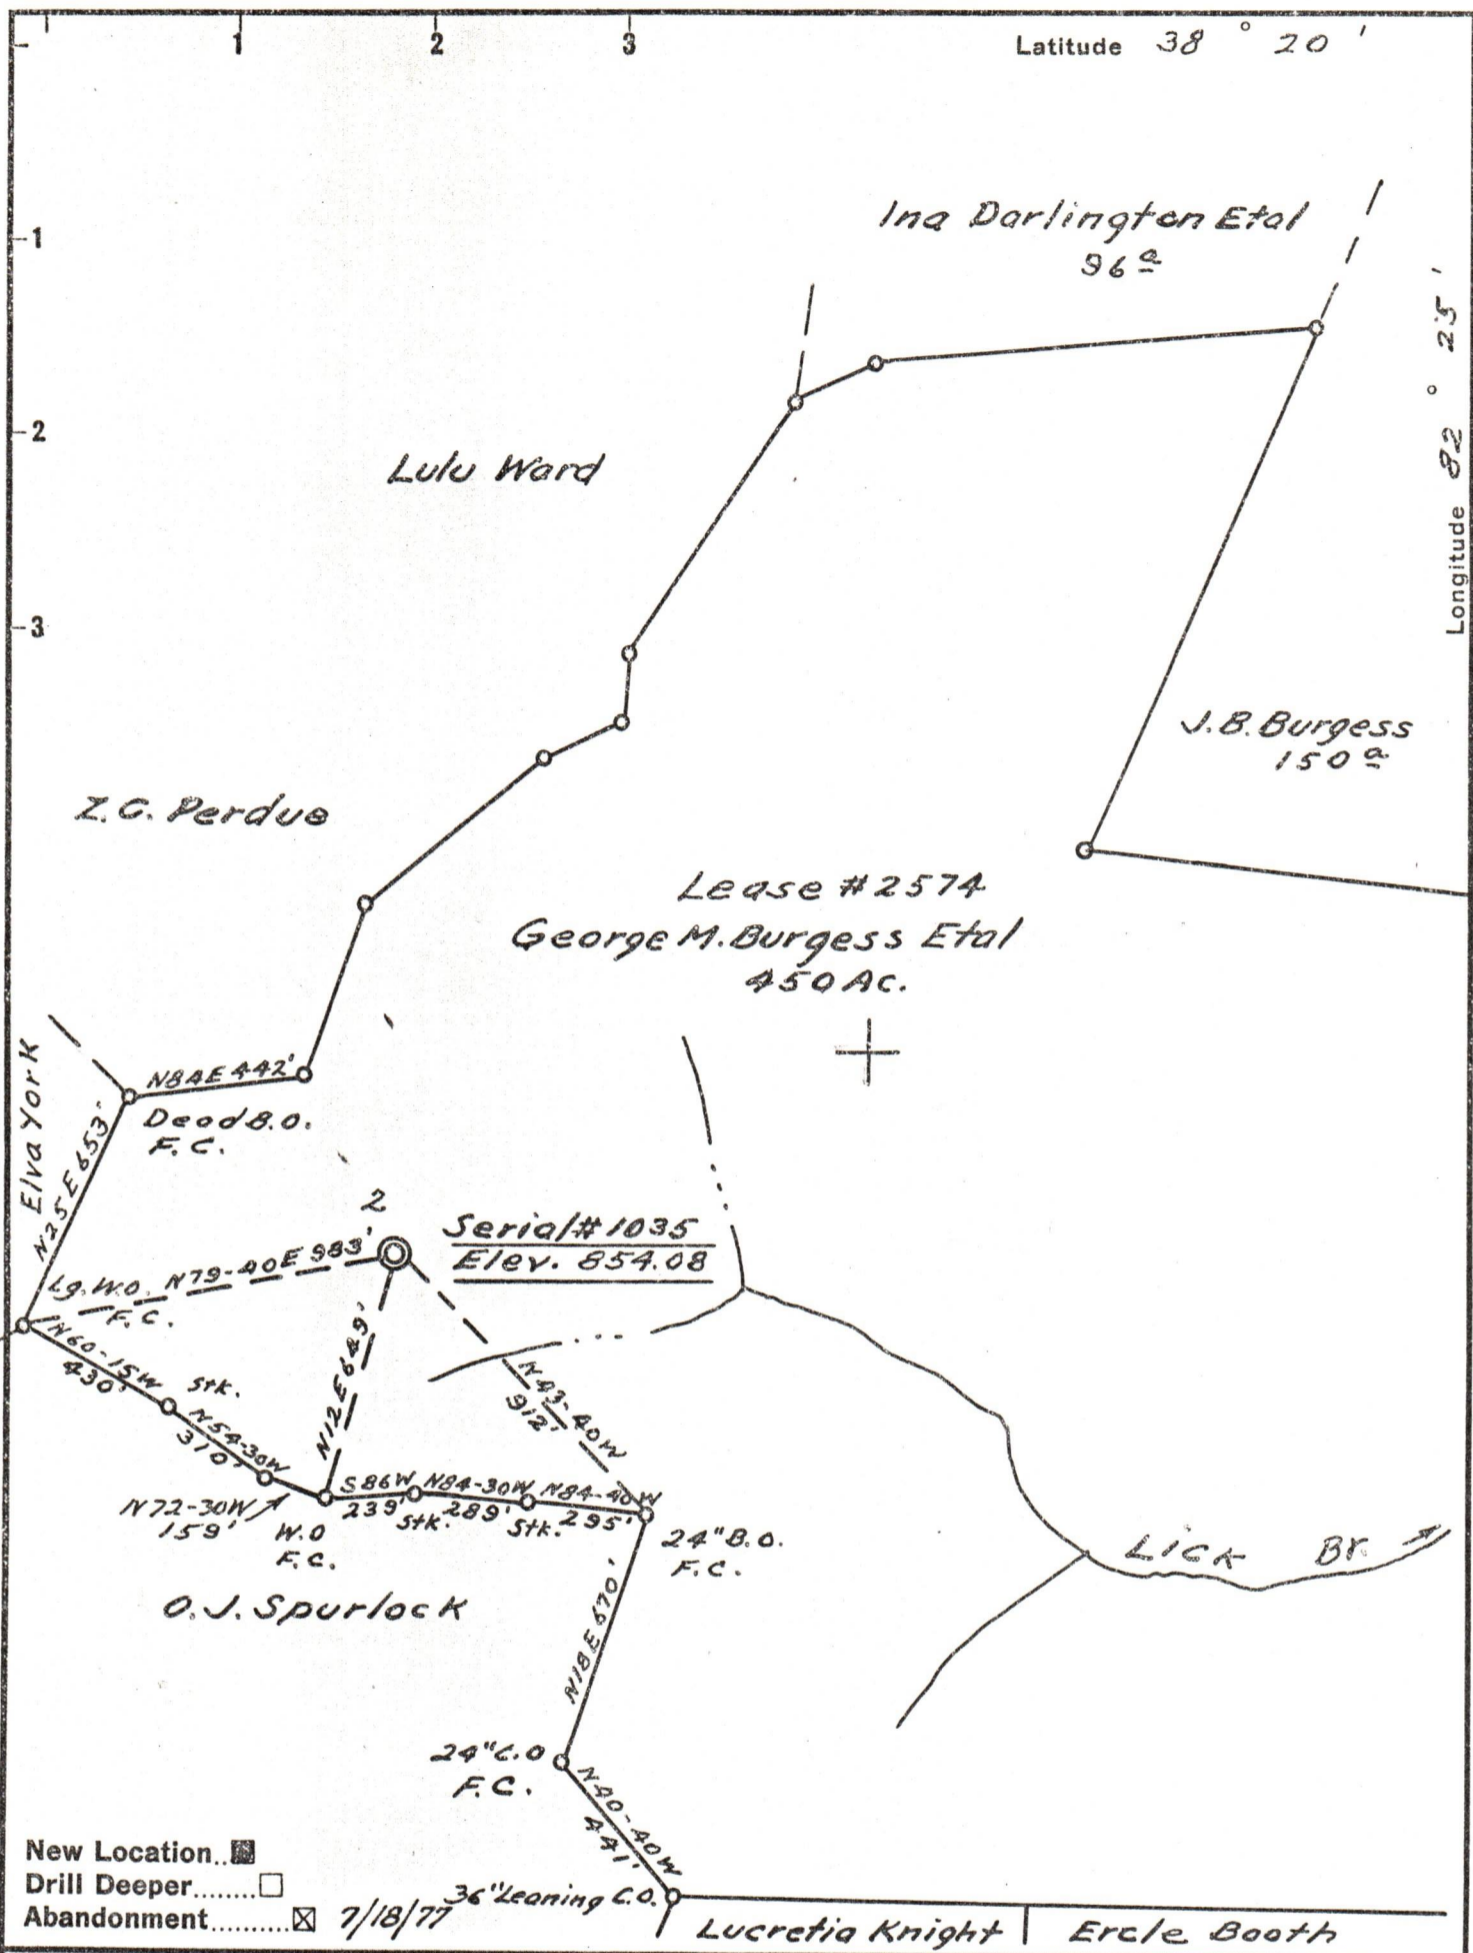 1 2 3
Latitude 38 ° 20 '
Ina Darlington Etal
96 a
1
Longitude 82 ° 25 '
2
Lulu Ward
3
J.B. Burgess
150 a
Z.G. Perdue
Lease #2574
George M. Burgess Etal
450 Ac.
Elva York
N84E 442'
Dead B.O.
F.C.
N25E 653'
2
Serial# 1035
Elev. 854.08
Lg. W.O. N79-40E 983'
F.C.
N60-15W
430'
Stk.
N12E 649'
N43-40W
912'
N54-30W
310'
S86W N84-30W N84-40W
239' 289' 295'
Stk. Stk.
N72-30W
159'
W.O
F.C.
24" B.O.
F.C.
Lick Br.
O.J. Spurlock
N18E 670'
24" C.O
F.C.
N40-40W
441'
New Location..
Drill Deeper.......
Abandonment.......... 7/18/77
36" Leaning C.O.
Lucretia Knight
Ercle Booth